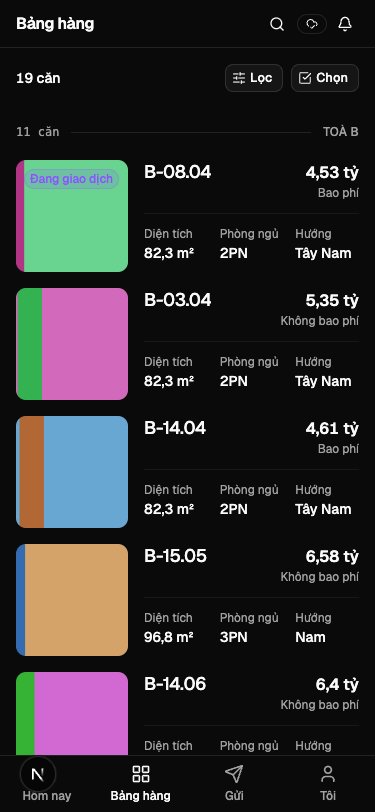 Bảng hàng
19 căn
Lọc
Chọn
11 căn
TOÀ B
Đang giao dịch
B-08.04
4,53 tỷ
Bao phí
Diện tích Phòng ngủ Hướng
82,3 m² 2PN Tây Nam
B-03.04
5,35 tỷ
Không bao phí
Diện tích Phòng ngủ Hướng
82,3 m² 2PN Tây Nam
B-14.04
4,61 tỷ
Bao phí
Diện tích Phòng ngủ Hướng
82,3 m² 2PN Tây Nam
B-15.05
6,58 tỷ
Không bao phí
Diện tích Phòng ngủ Hướng
96,8 m² 3PN Nam
B-14.06
6,4 tỷ
Không bao phí
Diện tích Phòng ngủ Hướng
N
Hôm nay Bảng hàng Gửi Tôi